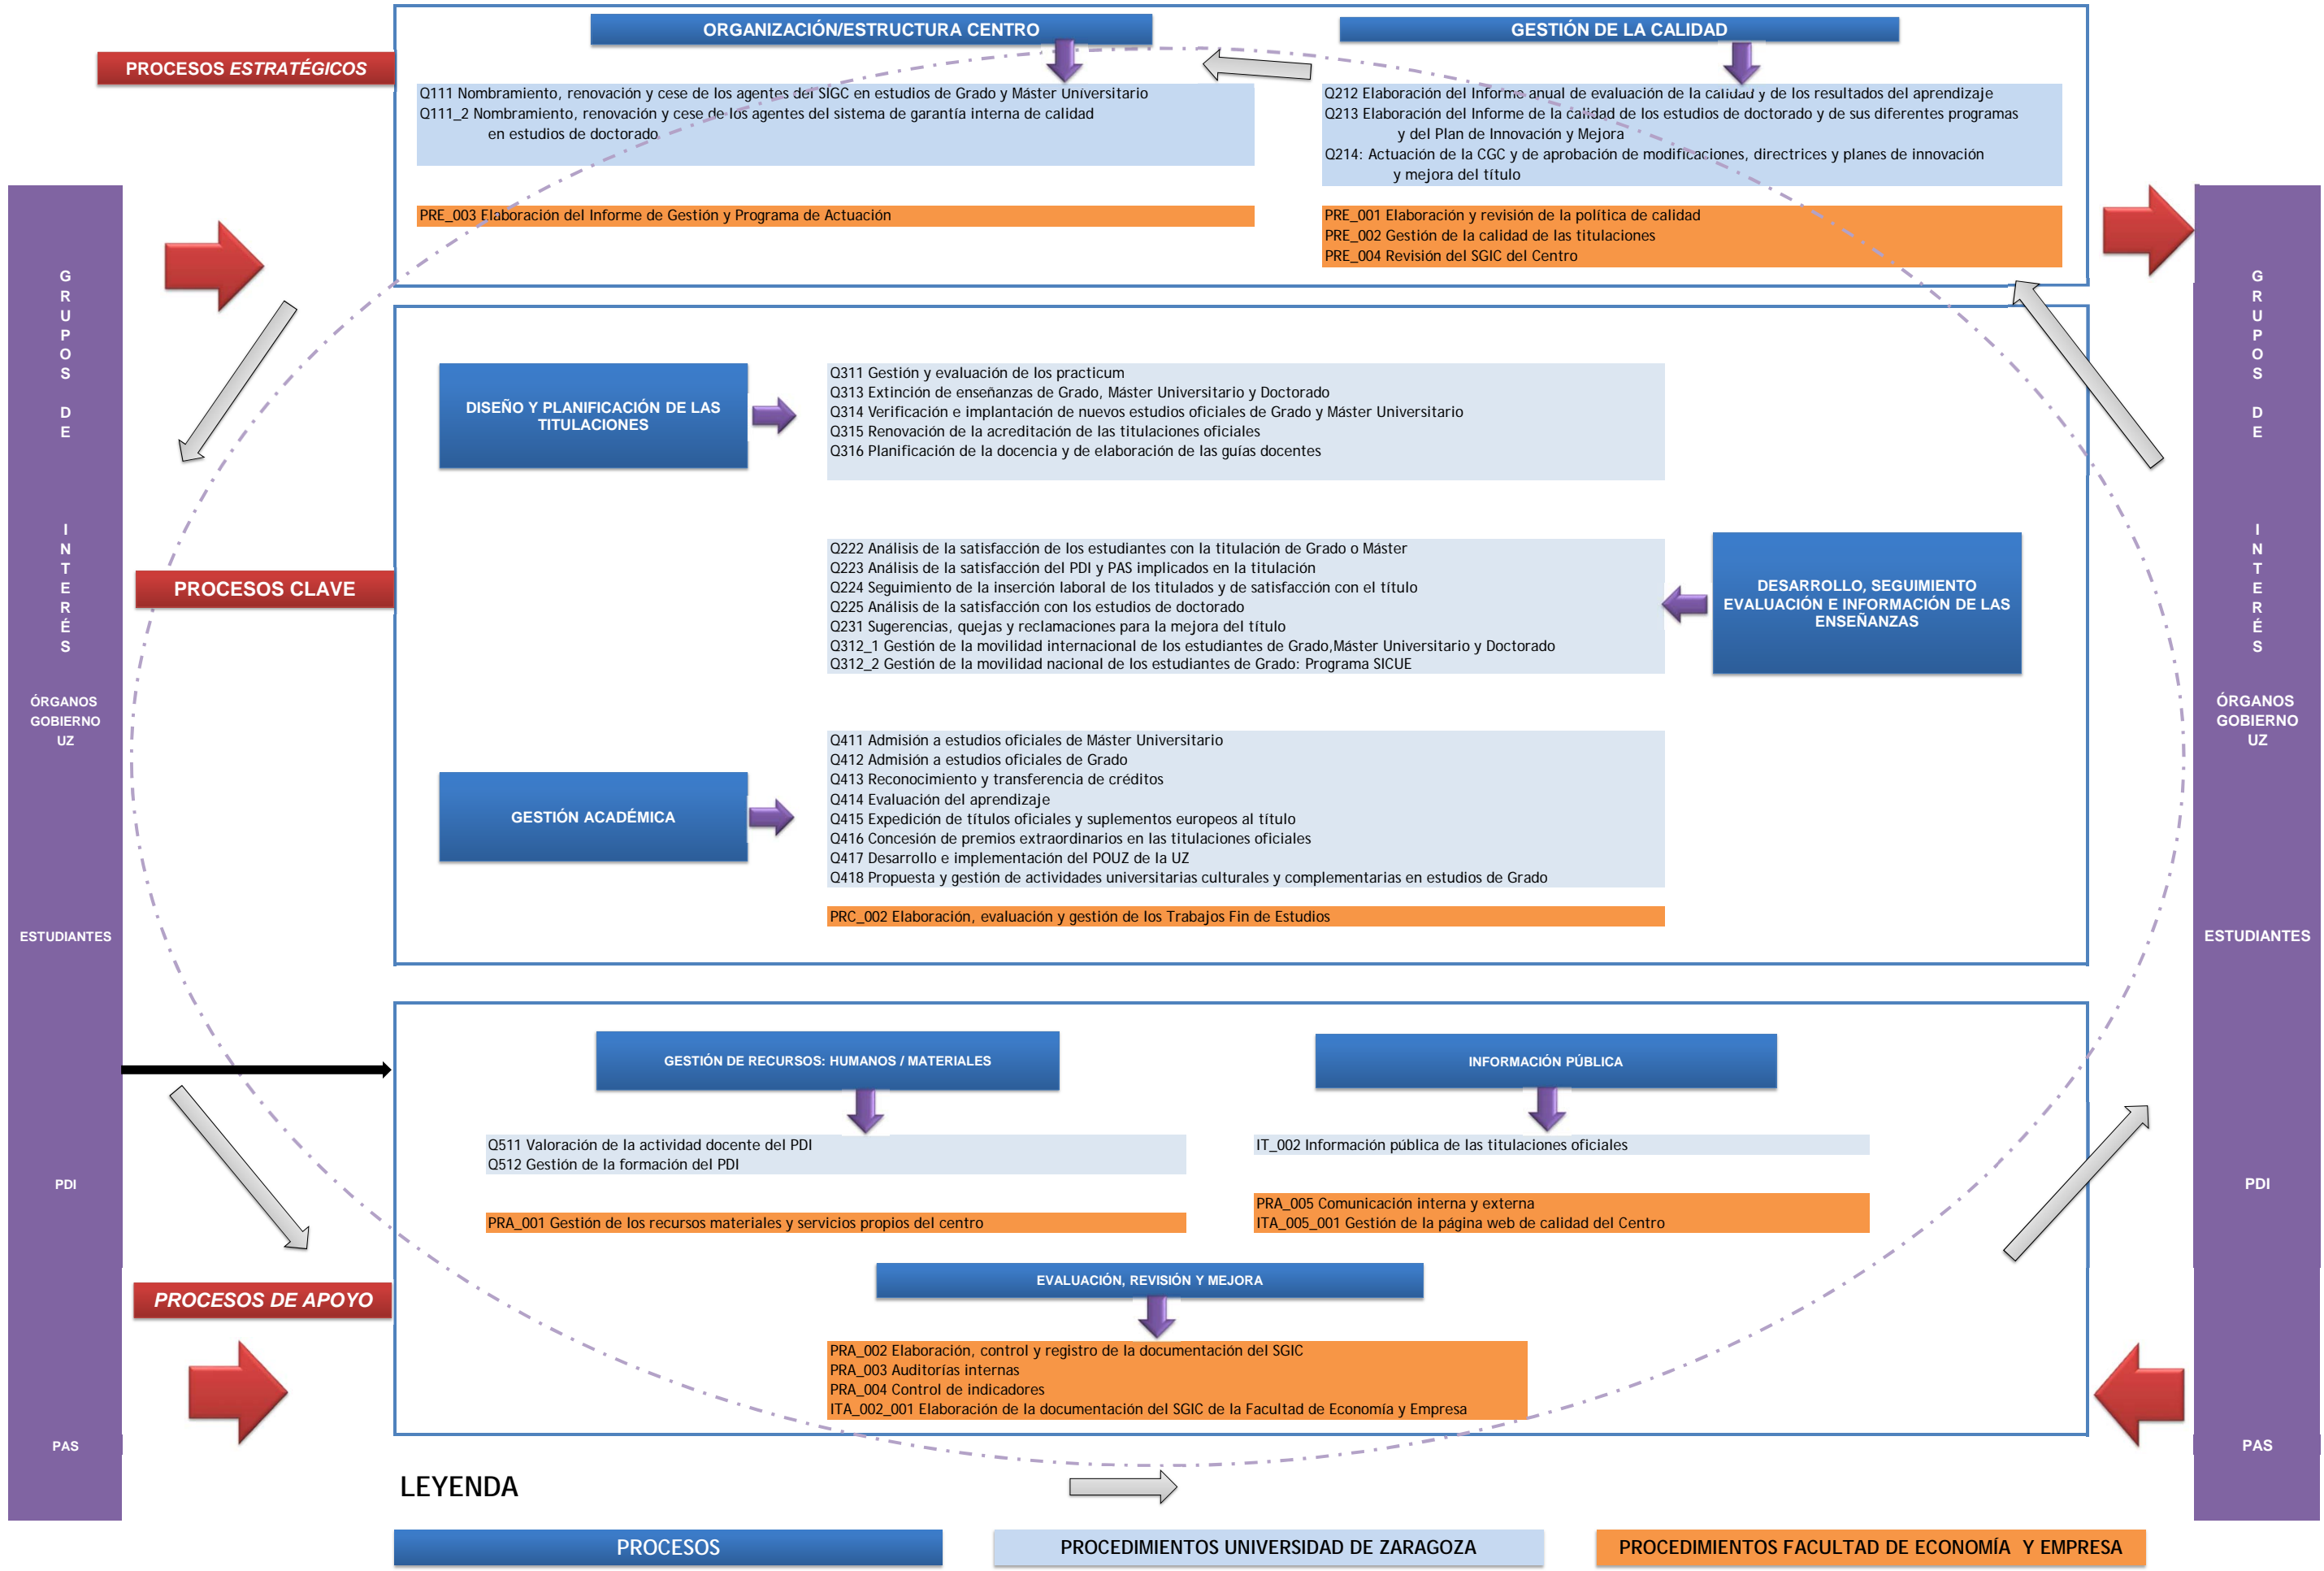 ORGANIZACIÓN/ESTRUCTURA CENTRO
GESTIÓN DE LA CALIDAD
PROCESOS ESTRATÉGICOS
Q111 Nombramiento, renovación y cese de los agentes del SIGC en estudios de Grado y Máster Universitario
Q111_2 Nombramiento, renovación y cese de los agentes del sistema de garantía interna de calidad
en estudios de doctorado
PRE_003 Elaboración del Informe de Gestión y Programa de Actuación
Q212 Elaboración del Informe anual de evaluación de la calidad y de los resultados del aprendizaje
Q213 Elaboración del Informe de la calidad de los estudios de doctorado y de sus diferentes programas
y del Plan de Innovación y Mejora
Q214: Actuación de la CGC y de aprobación de modificaciones, directrices y planes de innovación
y mejora del título
PRE_001 Elaboración y revisión de la política de calidad
PRE_002 Gestión de la calidad de las titulaciones
PRE_004 Revisión del SGIC del Centro
GRUPOS
DE
INTERÉS
ÓRGANOS
GOBIERNO
UZ
ESTUDIANTES
PDI
PAS
PROCESOS CLAVE
DISEÑO Y PLANIFICACIÓN DE LAS
TITULACIONES
Q311 Gestión y evaluación de los practicum
Q313 Extinción de enseñanzas de Grado, Máster Universitario y Doctorado
Q314 Verificación e implantación de nuevos estudios oficiales de Grado y Máster Universitario
Q315 Renovación de la acreditación de las titulaciones oficiales
Q316 Planificación de la docencia y de elaboración de las guías docentes
Q222 Análisis de la satisfacción de los estudiantes con la titulación de Grado o Máster
Q223 Análisis de la satisfacción del PDI y PAS implicados en la titulación
Q224 Seguimiento de la inserción laboral de los titulados y de satisfacción con el título
Q225 Análisis de la satisfacción con los estudios de doctorado
Q231 Sugerencias, quejas y reclamaciones para la mejora del título
Q312_1 Gestión de la movilidad internacional de los estudiantes de Grado,Máster Universitario y Doctorado
Q312_2 Gestión de la movilidad nacional de los estudiantes de Grado: Programa SICUE
DESARROLLO, SEGUIMIENTO
EVALUACIÓN E INFORMACIÓN DE LAS
ENSEÑANZAS
GESTIÓN ACADÉMICA
Q411 Admisión a estudios oficiales de Máster Universitario
Q412 Admisión a estudios oficiales de Grado
Q413 Reconocimiento y transferencia de créditos
Q414 Evaluación del aprendizaje
Q415 Expedición de títulos oficiales y suplementos europeos al título
Q416 Concesión de premios extraordinarios en las titulaciones oficiales
Q417 Desarrollo e implementación del POUZ de la UZ
Q418 Propuesta y gestión de actividades universitarias culturales y complementarias en estudios de Grado
PRC_002 Elaboración, evaluación y gestión de los Trabajos Fin de Estudios
GRUPOS
DE
INTERÉS
ÓRGANOS
GOBIERNO
UZ
ESTUDIANTES
PDI
PAS
PROCESOS DE APOYO
GESTIÓN DE RECURSOS: HUMANOS / MATERIALES
Q511 Valoración de la actividad docente del PDI
Q512 Gestión de la formación del PDI
PRA_001 Gestión de los recursos materiales y servicios propios del centro
INFORMACIÓN PÚBLICA
IT_002 Información pública de las titulaciones oficiales
PRA_005 Comunicación interna y externa
ITA_005_001 Gestión de la página web de calidad del Centro
EVALUACIÓN, REVISIÓN Y MEJORA
PRA_002 Elaboración, control y registro de la documentación del SGIC
PRA_003 Auditorías internas
PRA_004 Control de indicadores
ITA_002_001 Elaboración de la documentación del SGIC de la Facultad de Economía y Empresa
LEYENDA
PROCESOS
PROCEDIMIENTOS UNIVERSIDAD DE ZARAGOZA
PROCEDIMIENTOS FACULTAD DE ECONOMÍA Y EMPRESA